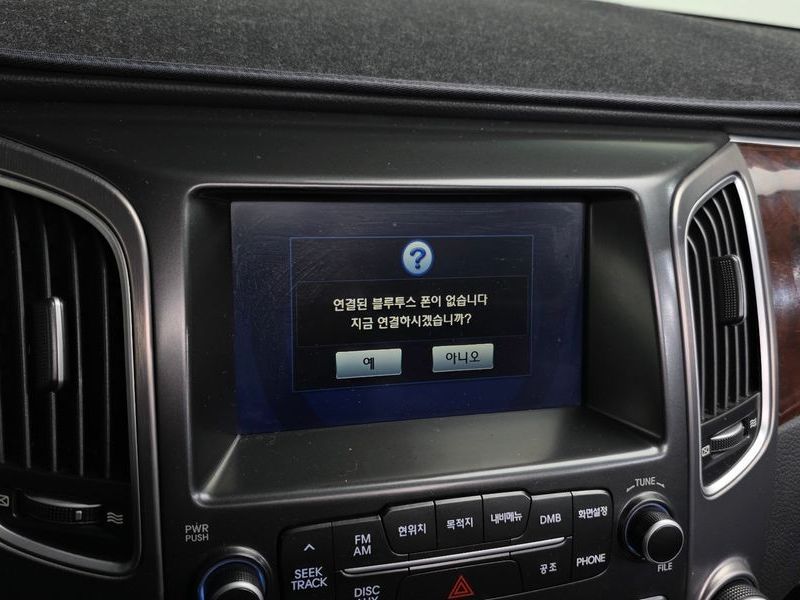 ?
연결된 블루투스 폰이 없습니다
지금 연결하시겠습니까?
예 아니오
PWR
PUSH
SEEK
TRACK
FM
AM
현위치
목적지
내비메뉴
DMB
화면설정
TUNE
FILE
DISC
공조
PHONE